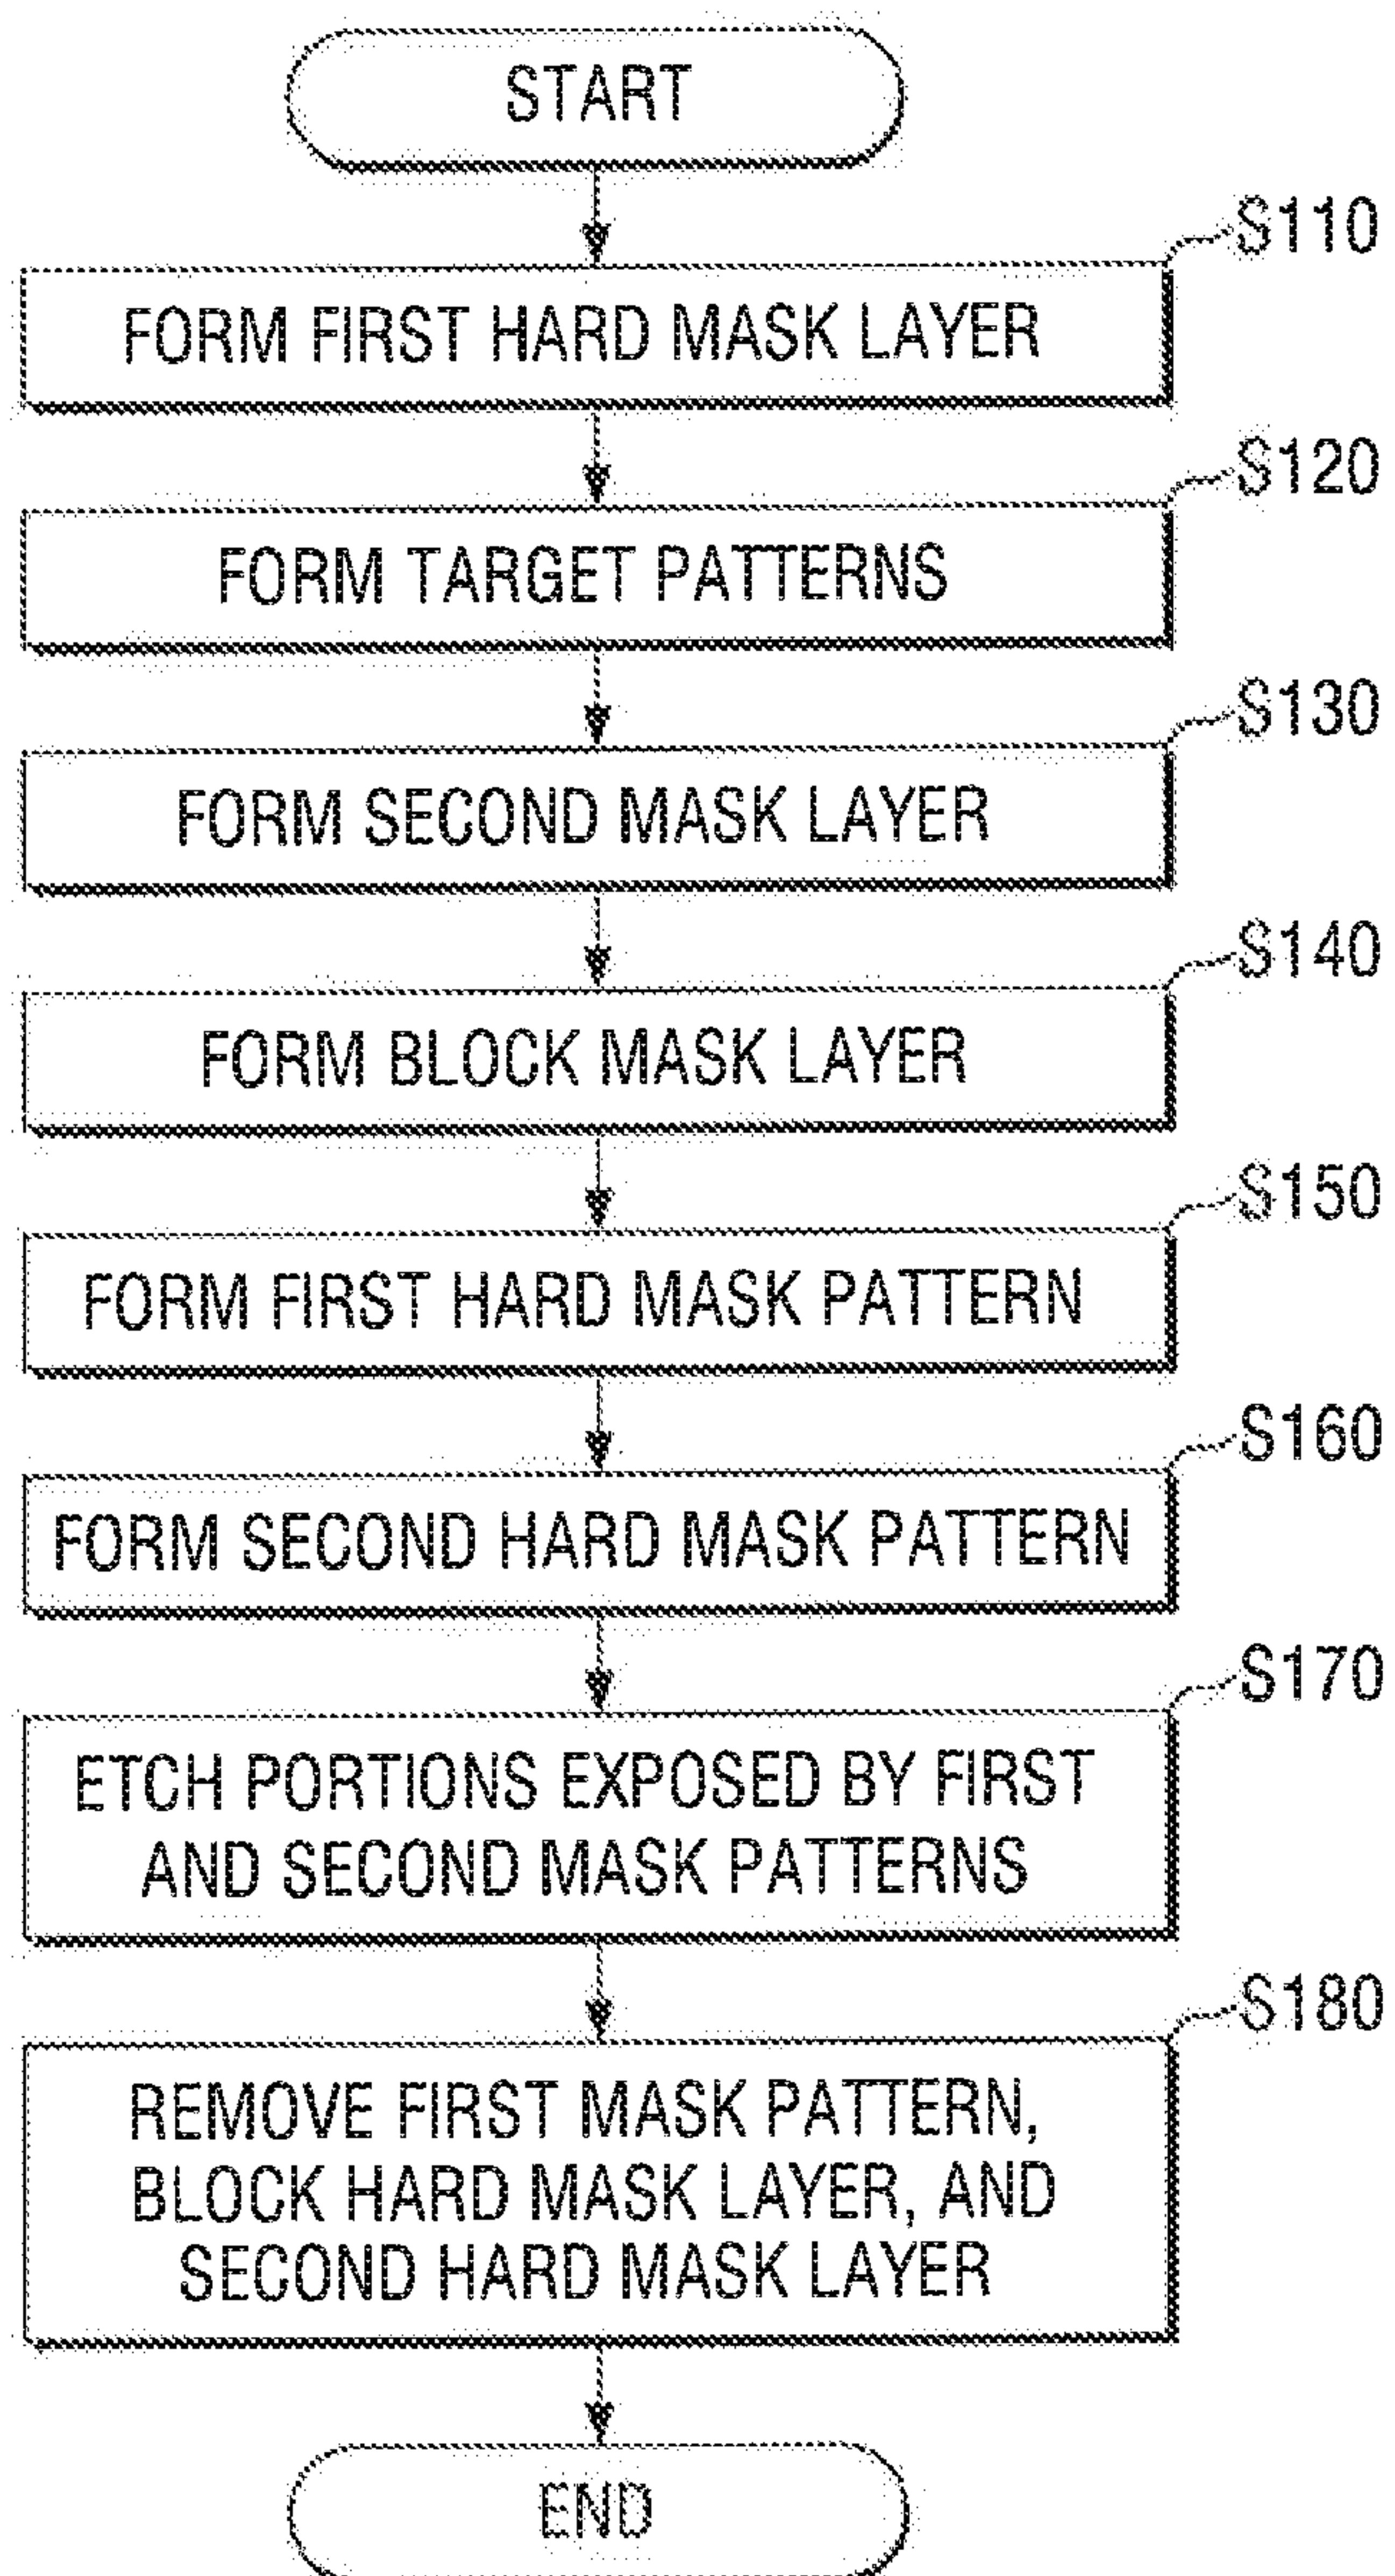 START
S110
FORM FIRST HARD MASK LAYER
S120
FORM TARGET PATTERNS
S130
FORM SECOND MASK LAYER
S140
FORM BLOCK MASK LAYER
S150
FORM FIRST HARD MASK PATTERN
S160
FORM SECOND HARD MASK PATTERN
S170
ETCH PORTIONS EXPOSED BY FIRST
AND SECOND MASK PATTERNS
S180
REMOVE FIRST MASK PATTERN,
BLOCK HARD MASK LAYER, AND
SECOND HARD MASK LAYER
END